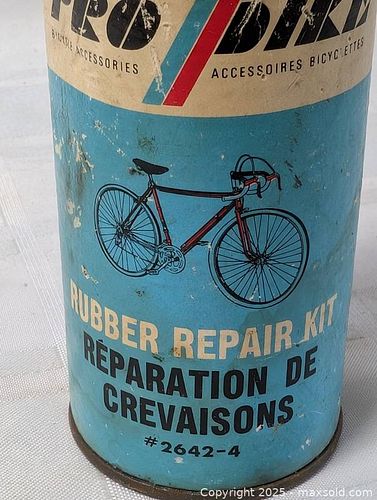 PRO BIKE
BICYCLE ACCESSORIES
ACCESSOIRES BICYCLETTES
RUBBER REPAIR KIT
RÉPARATION DE
CREVAISONS
#2642-4
Copyright © 2025 - maxsold.com